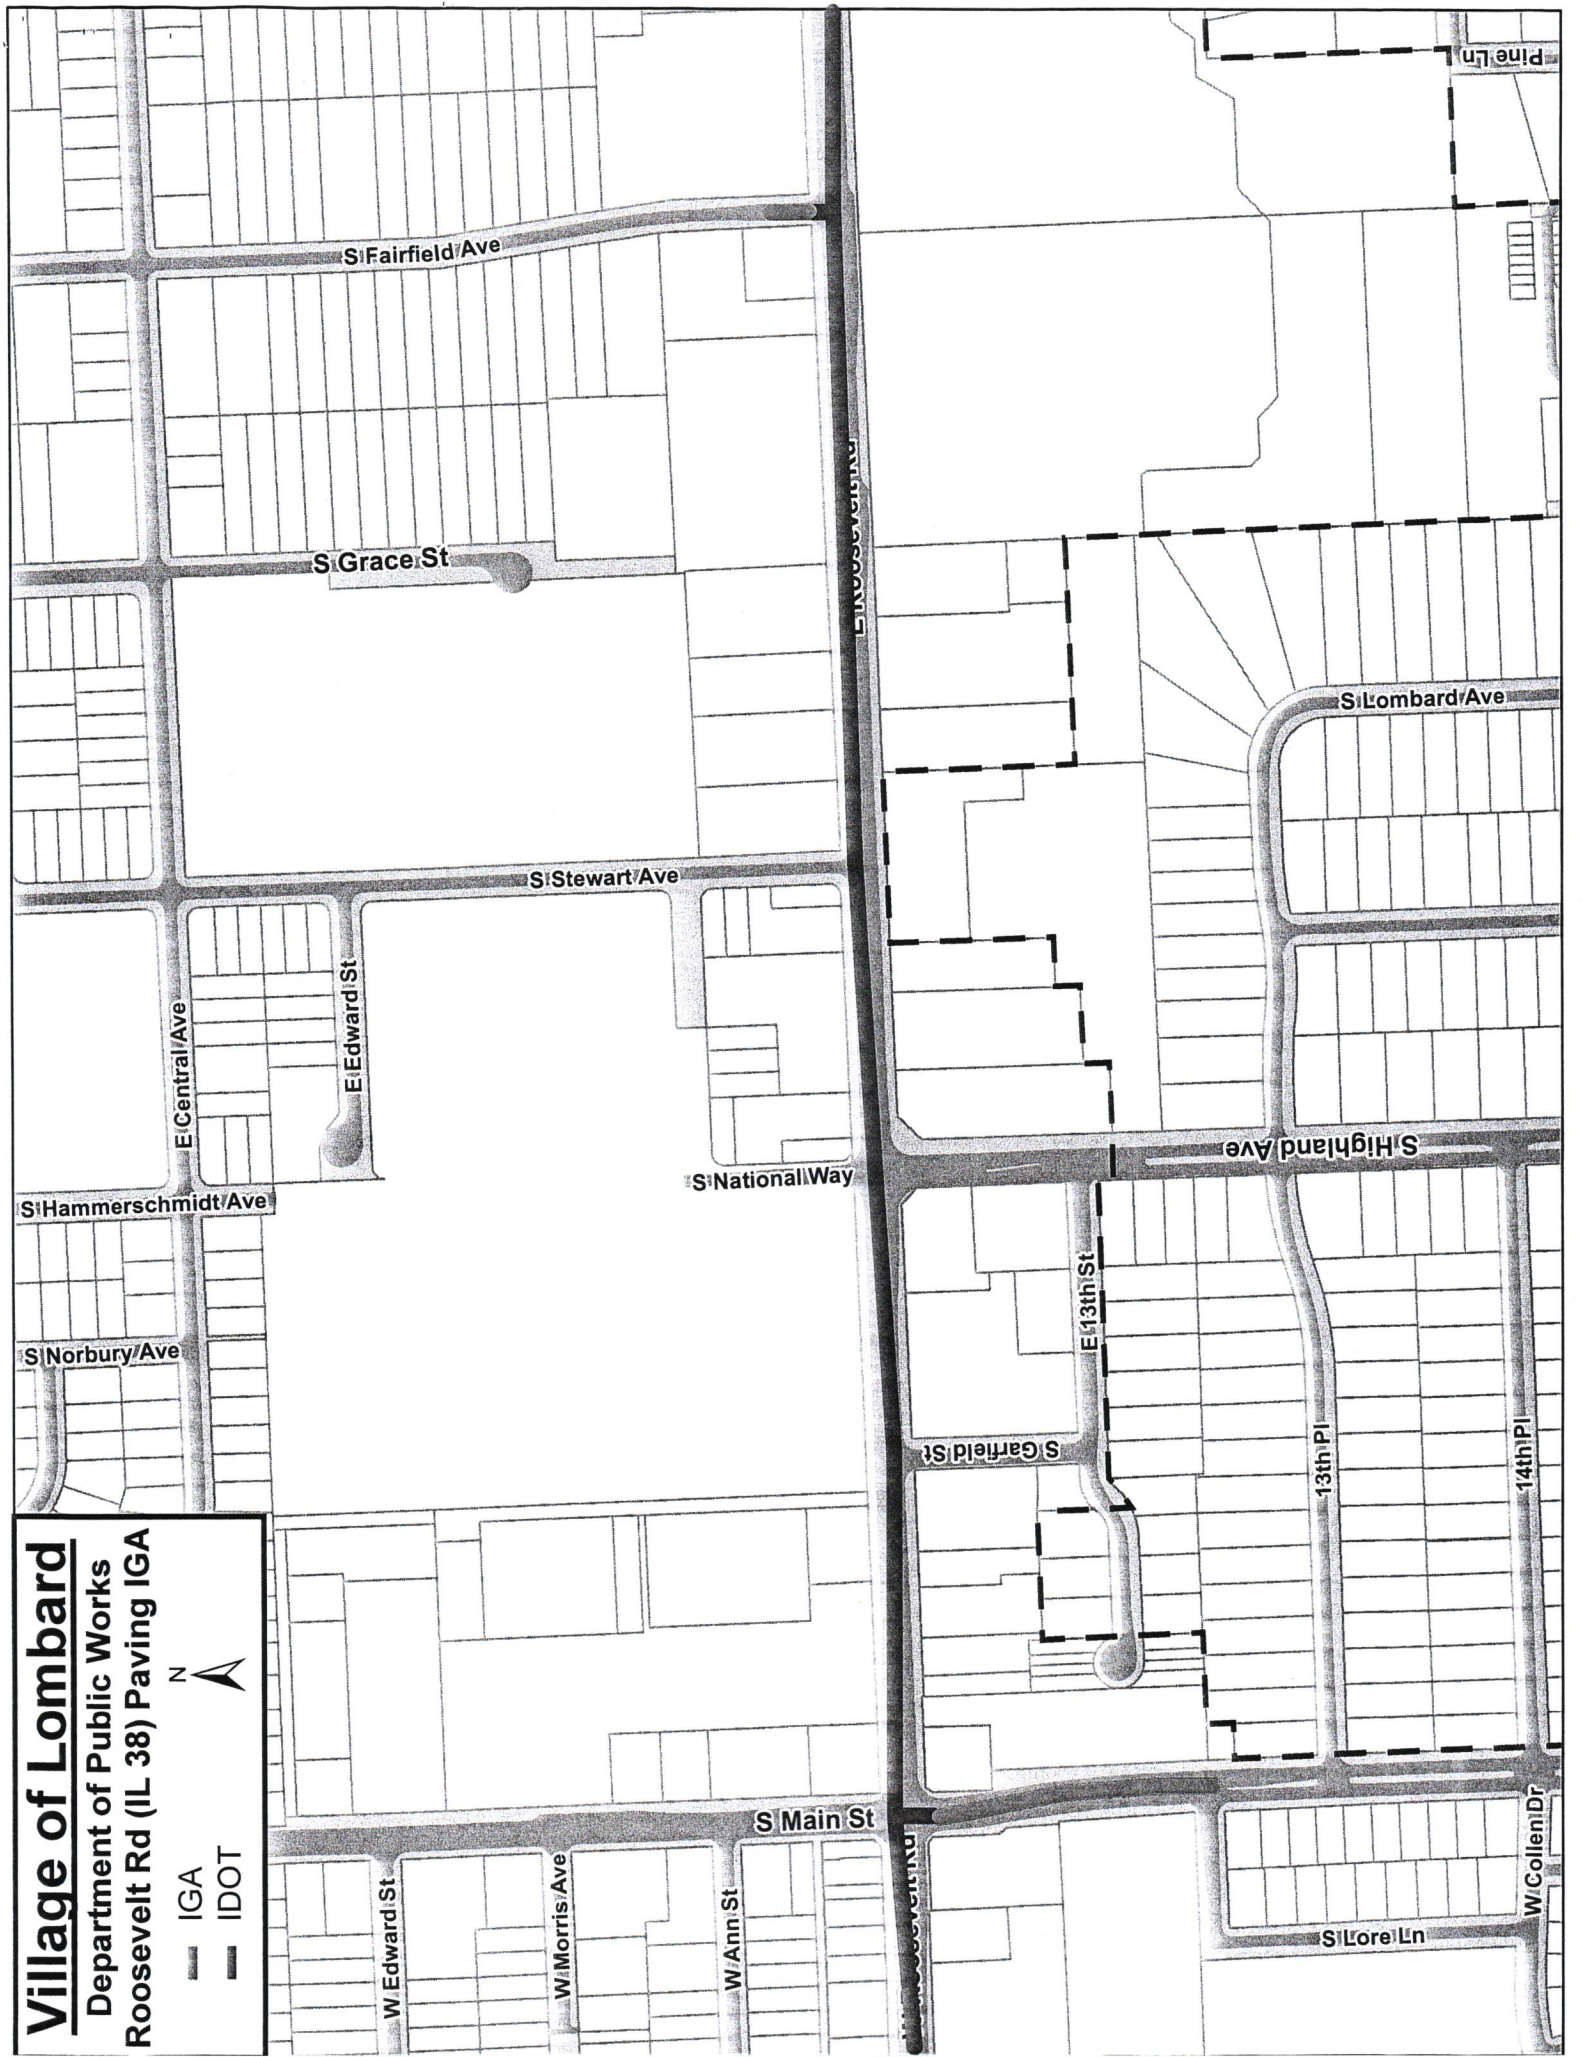 Village of Lombard
Department of Public Works
Roosevelt Rd (IL 38) Paving IGA
N
IGA
IDOT
S Norbury Ave
S Hammerschmidt Ave
E Central Ave
E Edward St
S Grace St
S Fairfield Ave
S Stewart Ave
S National Way
W Edward St
W Morris Ave
W Ann St
S Main St
E Roosevelt Rd
S Garfield St
E 13th St
S Highland Ave
S Lombard Ave
Pine Ln
13th Pl
14th Pl
S Lore Ln
W Collen Dr